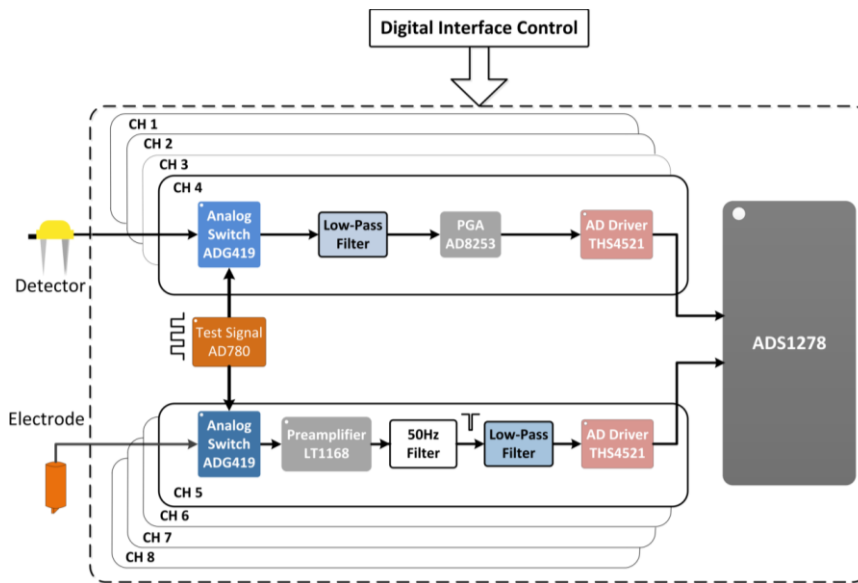 Digital Interface Control
CH 1
CH 2
CH 3
CH 4
Analog
Switch
ADG419
Low-Pass
Filter
PGA
AD8253
AD Driver
THS4521
Detector
Test Signal
AD780
ADS1278
Electrode
Analog
Switch
ADG419
Preamplifier
LT1168
50Hz
Filter
Low-Pass
Filter
AD Driver
THS4521
CH 5
CH 6
CH 7
CH 8